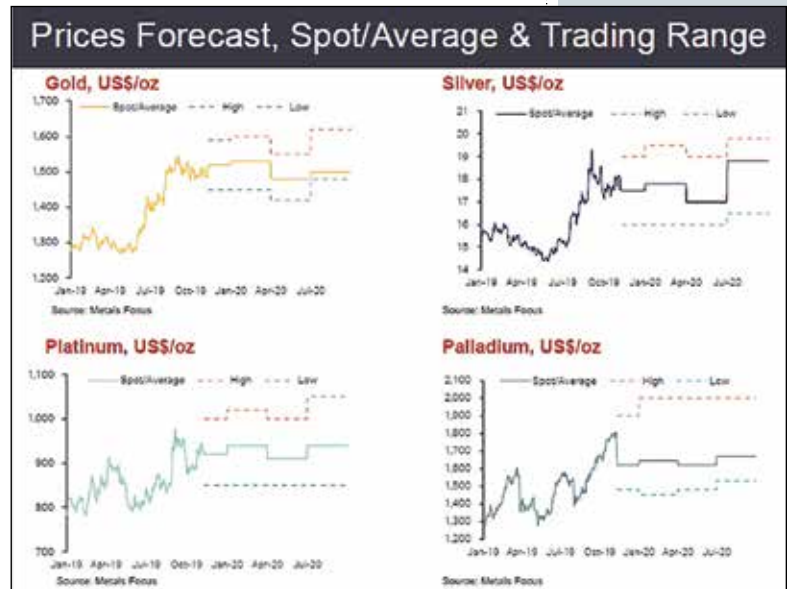 Prices Forecast, Spot/Average & Trading Range
Gold, US$/oz
1,700
1,600
1,500
1,400
1,300
1,200
Spot/Average High Low
Jan-19 Apr-19 Jul-19 Oct-19 Jan-20 Apr-20 Jul-20
Source: Metals Focus
Silver, US$/oz
21
20
19
18
17
16
15
14
Spot/Average High Low
Jan-19 Apr-19 Jul-19 Oct-19 Jan-20 Apr-20 Jul-20
Source: Metals Focus
Platinum, US$/oz
1,100
1,000
900
800
700
Spot/Average High Low
Jan-19 Apr-19 Jul-19 Oct-19 Jan-20 Apr-20 Jul-20
Source: Metals Focus
Palladium, US$/oz
2,100
2,000
1,900
1,800
1,700
1,600
1,500
1,400
1,300
1,200
Spot/Average High Low
Jan-19 Apr-19 Jul-19 Oct-19 Jan-20 Apr-20 Jul-20
Source: Metals Focus